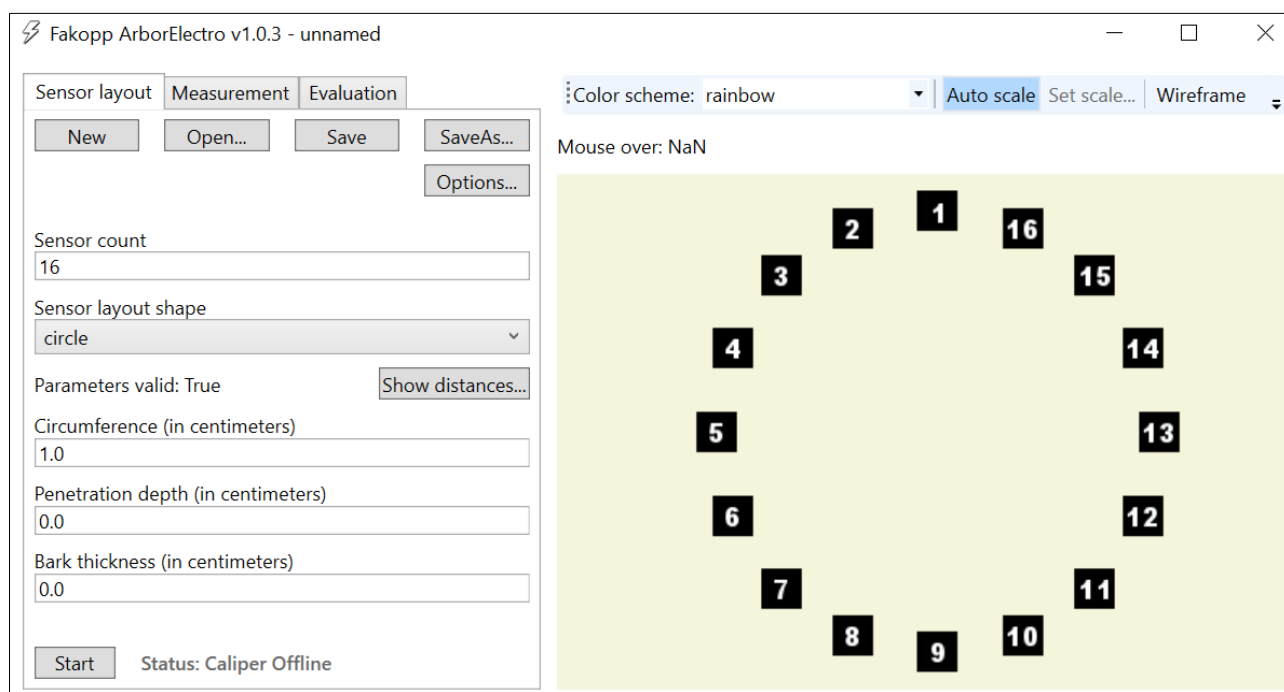 Fakopp ArborElectro v1.0.3 - unnamed
Sensor layout Measurement Evaluation
New Open... Save SaveAs...
Options...
Sensor count
16
Sensor layout shape
circle
Parameters valid: True Show distances...
Circumference (in centimeters)
1.0
Penetration depth (in centimeters)
0.0
Bark thickness (in centimeters)
0.0
Start Status: Caliper Offline
Color scheme: rainbow Auto scale Set scale... Wireframe
Mouse over: NaN
1
2 16
3 15
4 14
5 13
6 12
7 11
8 10
9